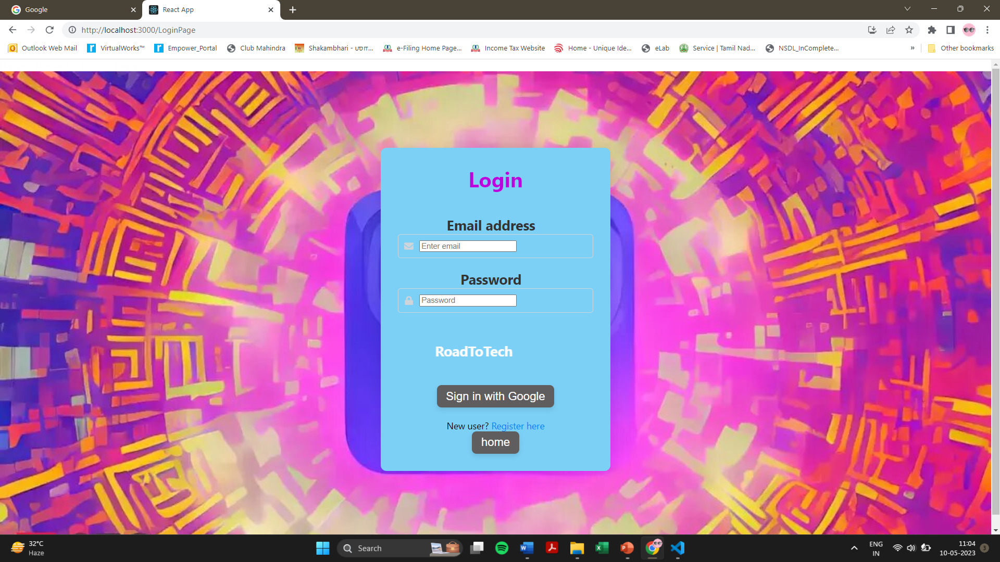 Google
React App
http://localhost:3000/LoginPage
Outlook Web Mail
VirtualWorks™
Empower_Portal
Club Mahindra
Shakambhari - மார...
e-Filing Home Page...
Income Tax Website
Home - Unique Ide...
eLab
Service | Tamil Nad...
NSDL_InComplete...
»
Other bookmarks
Login
Email address
Enter email
Password
Password
RoadToTech
Sign in with Google
New user? Register here
home
32°C
Haze
Search
ENG
IN
11:04
10-05-2023
3